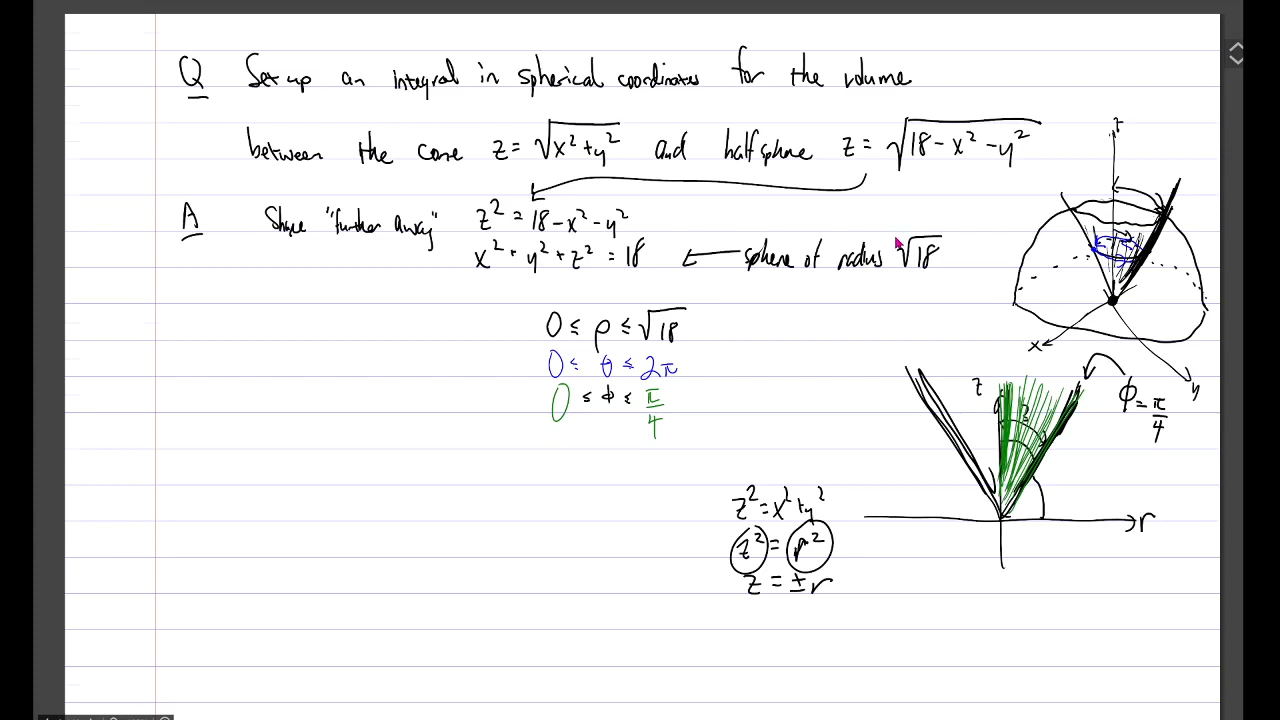 Q Set up an integral in spherical coordinates for the volume
between the cone z = √x² + y² and half sphere z = √18 - x² - y²
A Shape "further away" z² = 18 - x² - y²
x² + y² + z² = 18 ← sphere of radius √18
0 ≤ ρ ≤ √18
0 ≤ θ ≤ 2π
0 ≤ ϕ ≤ π/4
z
x
y
z
ϕ = π/4
r
z² = x² + y²
z² = r²
z = ± r